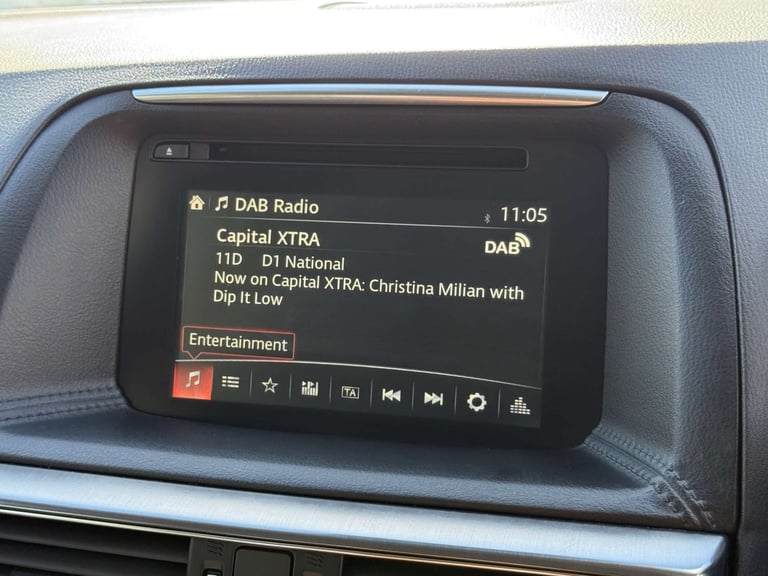 DAB Radio 11:05
Capital XTRA DAB
11D D1 National
Now on Capital XTRA: Christina Milian with
Dip It Low
Entertainment
TA